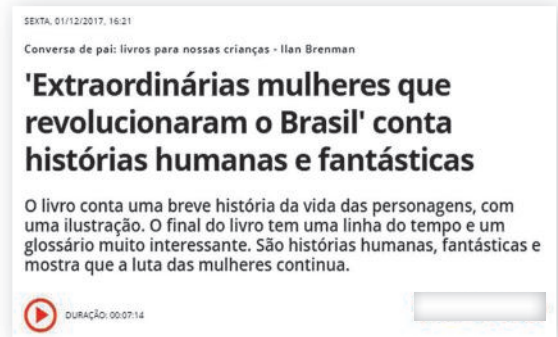 SEXTA, 01/12/2017, 16:21
Conversa de pai: livros para nossas crianças - Ilan Brenman
'Extraordinárias mulheres que
revolucionaram o Brasil' conta
histórias humanas e fantásticas
O livro conta uma breve história da vida das personagens, com
uma ilustração. O final do livro tem uma linha do tempo e um
glossário muito interessante. São histórias humanas, fantásticas e
mostra que a luta das mulheres continua.
DURAÇÃO: 00:07:14